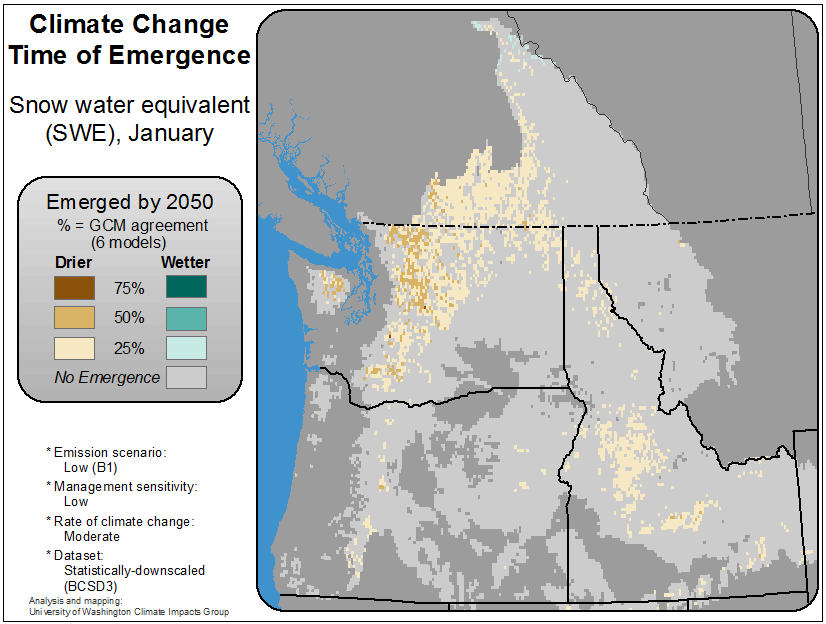 Climate Change
Time of Emergence
Snow water equivalent
(SWE), January
Emerged by 2050
% = GCM agreement
(6 models)
Drier Wetter
75%
50%
25%
No Emergence
* Emission scenario:
Low (B1)
* Management sensitivity:
Low
* Rate of climate change:
Moderate
* Dataset:
Statistically-downscaled
(BCSD3)
Analysis and mapping:
University of Washington Climate Impacts Group